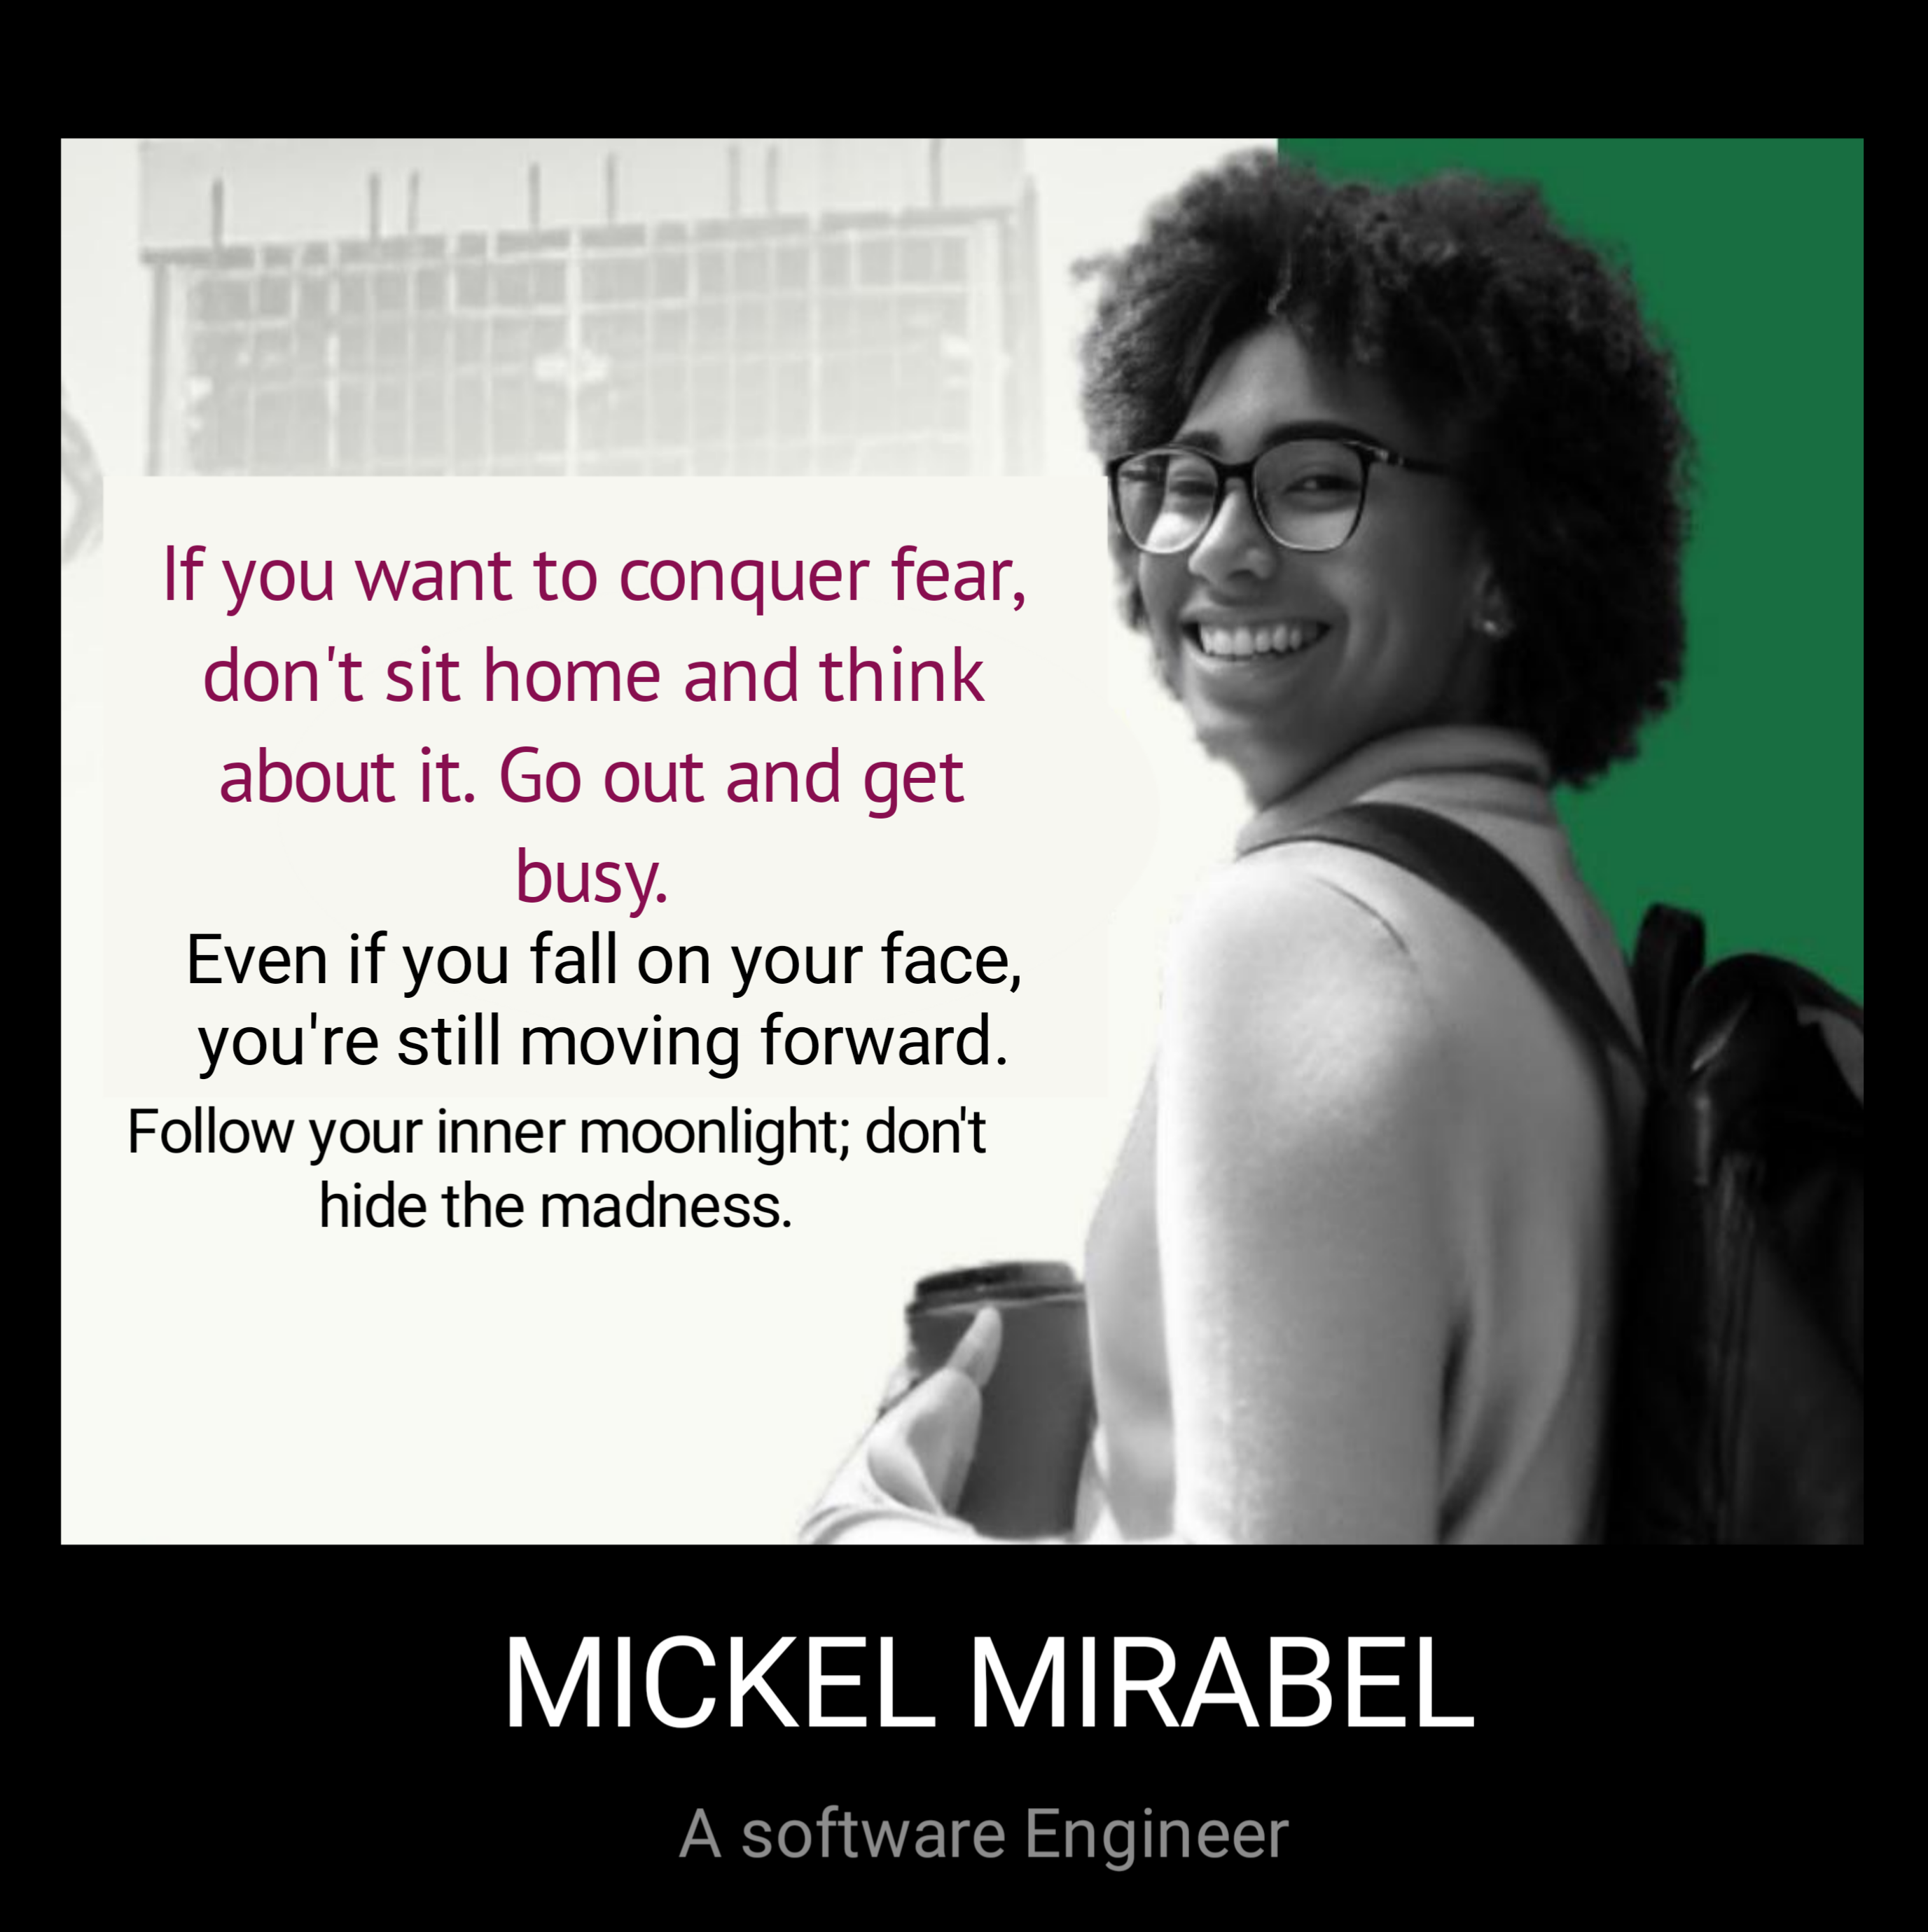 If you want to conquer fear,
don't sit home and think
about it. Go out and get
busy.
Even if you fall on your face,
you're still moving forward.
Follow your inner moonlight; don't
hide the madness.
MICKEL MIRABEL
A software Engineer